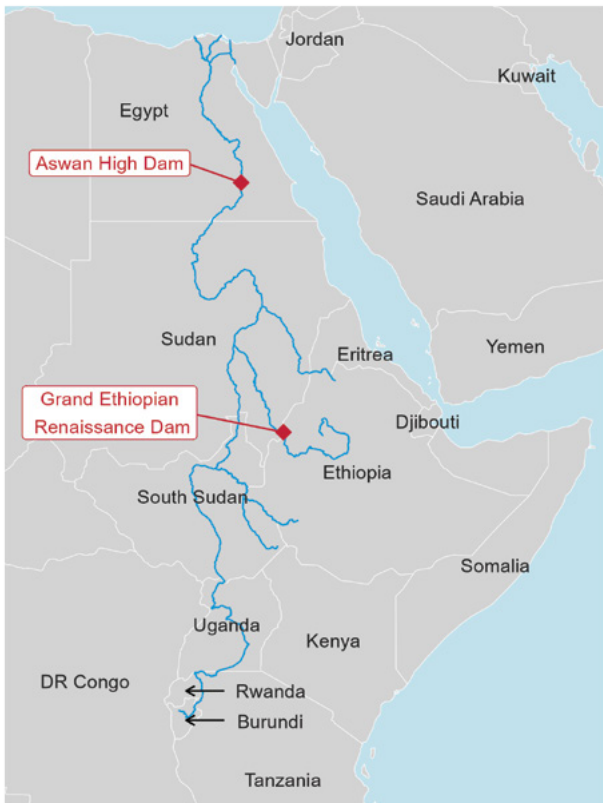 Jordan
Kuwait
Egypt
Aswan High Dam
Saudi Arabia
Sudan
Eritrea
Yemen
Grand Ethiopian
Renaissance Dam
Djibouti
Ethiopia
South Sudan
Somalia
Uganda
Kenya
DR Congo
Rwanda
Burundi
Tanzania